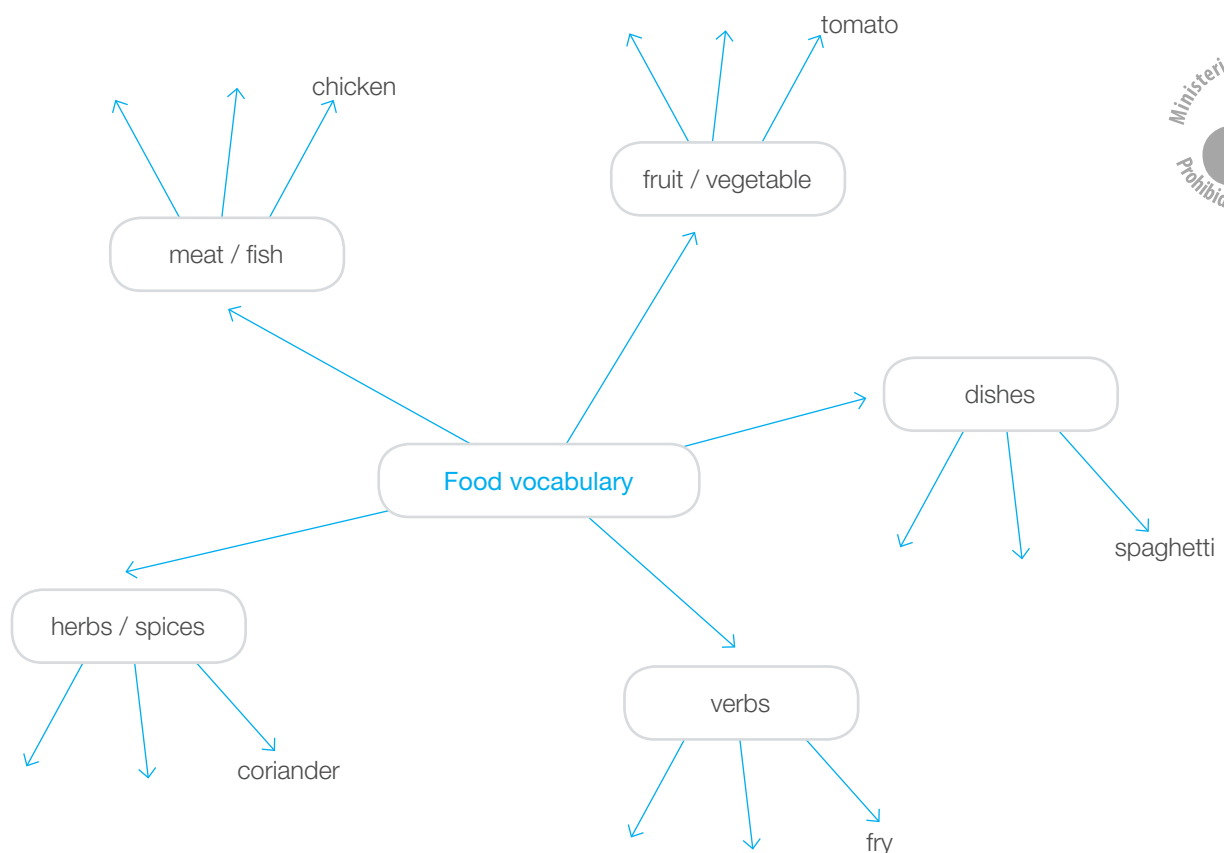 tomato
chicken
fruit / vegetable
meat / fish
dishes
Food vocabulary
spaghetti
herbs / spices
verbs
coriander
fry